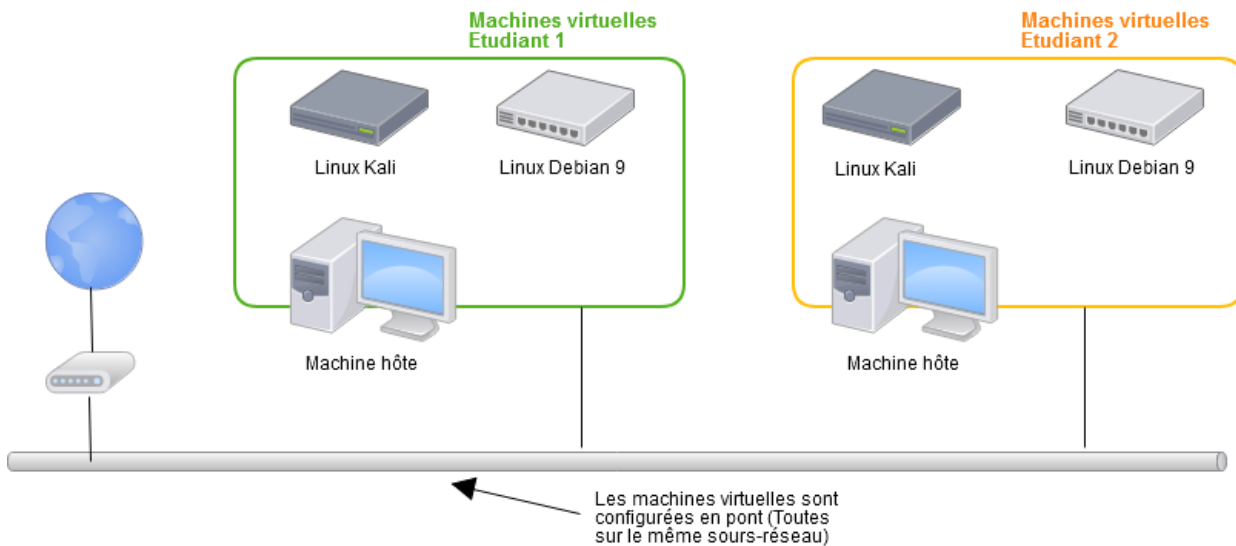 Machines virtuelles
Etudiant 1
Machines virtuelles
Etudiant 2
Linux Kali
Linux Debian 9
Linux Kali
Linux Debian 9
Machine hôte
Machine hôte
Les machines virtuelles sont
configurées en pont (Toutes
sur le même sours-réseau)